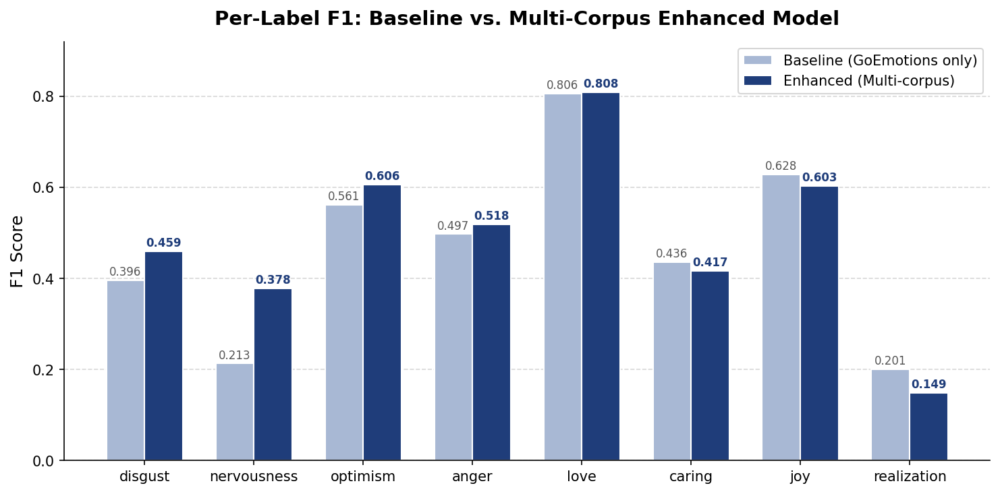 Per-Label F1: Baseline vs. Multi-Corpus Enhanced Model
Baseline (GoEmotions only)
Enhanced (Multi-corpus)
F1 Score
0.8
0.6
0.4
0.2
0.0
0.396
0.459
0.213
0.378
0.561
0.606
0.497
0.518
0.806
0.808
0.436
0.417
0.628
0.603
0.201
0.149
disgust
nervousness
optimism
anger
love
caring
joy
realization